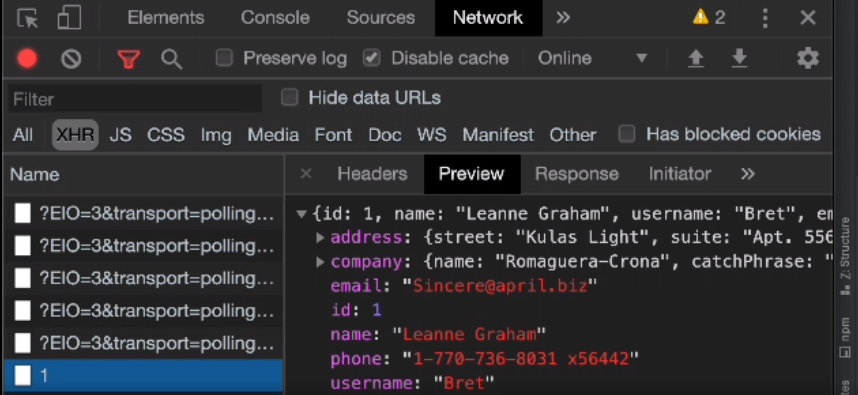 Elements Console Sources Network » 2
Preserve log Disable cache Online
Filter Hide data URLs
All XHR JS CSS Img Media Font Doc WS Manifest Other Has blocked cookies
Name × Headers Preview Response Initiator »
?EIO=3&transport=polling… {id: 1, name: "Leanne Graham", username: "Bret", em
?EIO=3&transport=polling… address: {street: "Kulas Light", suite: "Apt. 556
?EIO=3&transport=polling… company: {name: "Romaguera-Crona", catchPhrase: "
?EIO=3&transport=polling… email: "Sincere@april.biz"
id: 1
?EIO=3&transport=polling… name: "Leanne Graham"
phone: "1-770-736-8031 x56442"
1 username: "Bret"
Z: Structure
npm